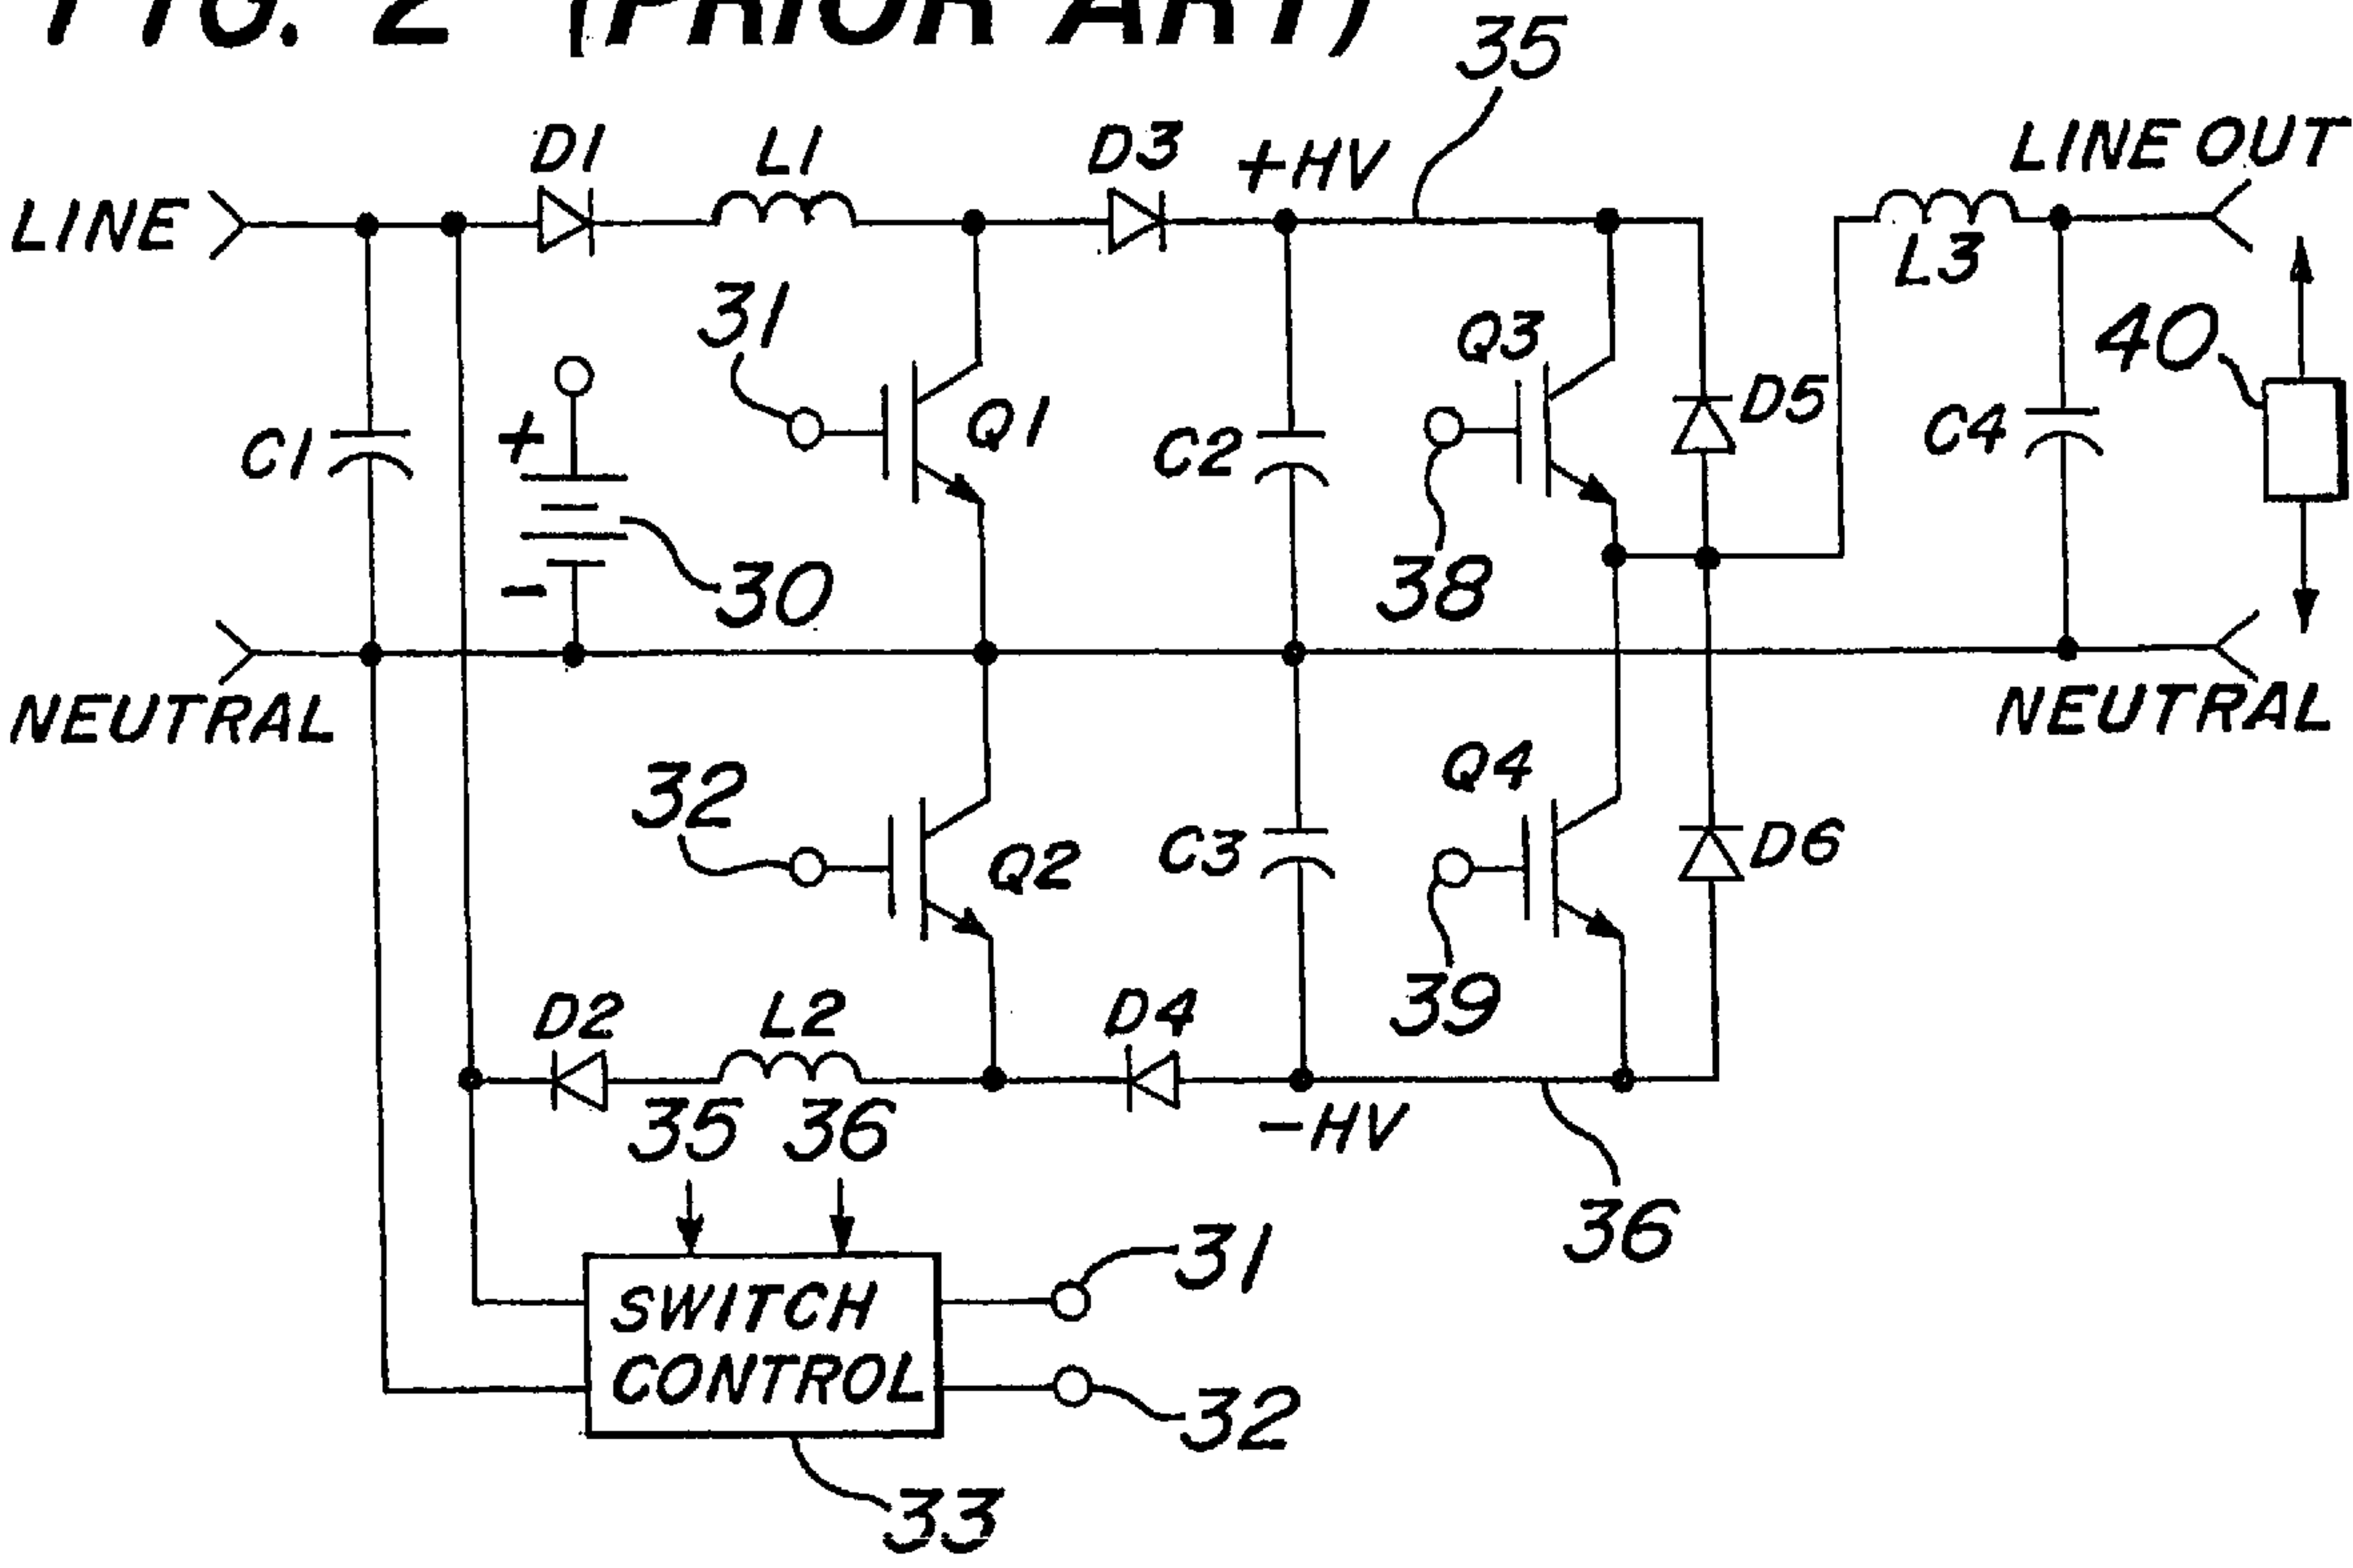 FIG. 2 (PRIOR ART)
35
D1 L1 D3 +HV LINE OUT
LINE
L3
31 Q3 40
D5
+ C1 Q1 C2 C4
- 30 38
NEUTRAL NEUTRAL
32 Q4
C3 Q2 D6
D2 L2 D4 39
35 36 -HV
36
31
SWITCH
CONTROL
32
33